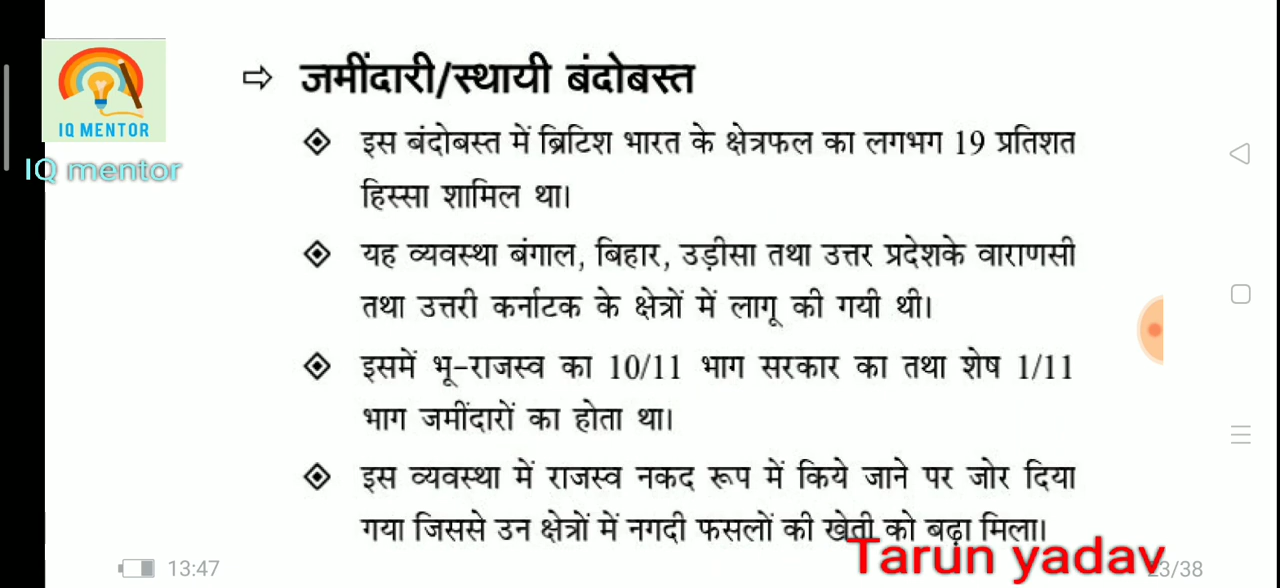 IQ MENTOR
IQ mentor
⇨ जमींदारी/स्थायी बंदोबस्त
इस बंदोबस्त में ब्रिटिश भारत के क्षेत्रफल का लगभग 19 प्रतिशत
हिस्सा शामिल था।
यह व्यवस्था बंगाल, बिहार, उड़ीसा तथा उत्तर प्रदेशके वाराणसी
तथा उत्तरी कर्नाटक के क्षेत्रों में लागू की गयी थी।
इसमें भू-राजस्व का 10/11 भाग सरकार का तथा शेष 1/11
भाग जमींदारों का होता था।
इस व्यवस्था में राजस्व नकद रूप में किये जाने पर जोर दिया
गया जिससे उन क्षेत्रों में नगदी फसलों की खेती को बढ़ा मिला।
Tarun yadav
13:47
23/38